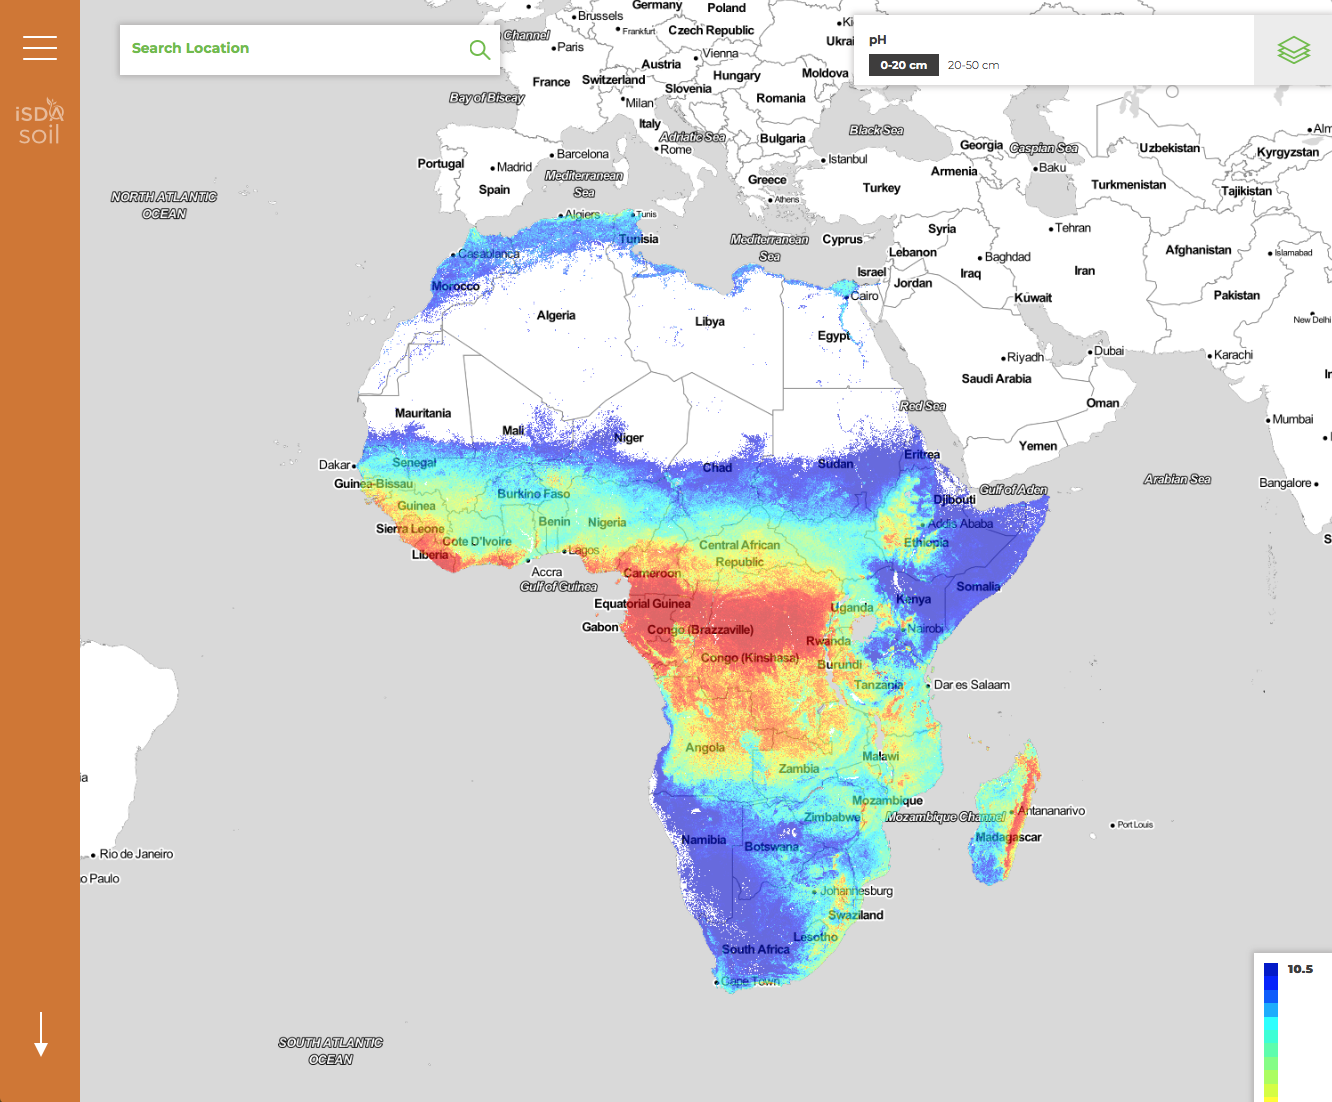 Search Location
iSDA
soil
pH
0-20 cm
20-50 cm
10.5
Germany
Poland
Brussels
Frankfurt
Czech Republic
Channel
Paris
Vienna
Austria
Ukrai
France
Switzerland
Hungary
Moldova
Slovenia
Bay of Biscay
Milan
Romania
Italy
Adriatic Sea
Bulgaria
Black Sea
Alm
Rome
Georgia
Caspian Sea
Uzbekistan
Kyrgyzstan
Portugal
Madrid
Barcelona
Istanbul
Baku
Mediterranean
Sea
Armenia
Spain
Greece
Turkey
Turkmenistan
Tajikistan
Athens
NORTH ATLANTIC
OCEAN
Algiers
Tunis
Syria
Tehran
Tunisia
Mediterranean
Sea
Cyprus
Lebanon
Afghanistan
Casablanca
Baghdad
Islamabad
Israel
Iraq
Iran
Morocco
Jordan
Cairo
Kuwait
Pakistan
Algeria
Libya
Egypt
New Delhi
Riyadh
Dubai
Karachi
Saudi Arabia
In
Oman
Mauritania
Red Sea
Mumbai
Mali
Niger
Yemen
Eritrea
Dakar
Senegal
Chad
Sudan
Guinea-Bissau
Burkino Faso
Gulf of Aden
Arabian Sea
Bangalore
Djibouti
Guinea
Benin
Nigeria
Addis Ababa
Sierra Leone
Cote D'Ivoire
Central African
Republic
Ethiopia
S
Liberia
Lagos
Accra
Cameroon
Gulf of Guinea
Somalia
Equatorial Guinea
Uganda
Kenya
Gabon
Congo (Brazzaville)
Nairobi
Rwanda
Congo (Kinshasa)
Burundi
Tanzania
Dar es Salaam
Angola
Malawi
Zambia
ia
Mozambique
Zimbabwe
Mozambique Channel
Antananarivo
Port Louis
Namibia
Botswana
Madagascar
Rio de Janeiro
o Paulo
Johannesburg
Swaziland
Lesotho
South Africa
Cape Town
SOUTH ATLANTIC
OCEAN